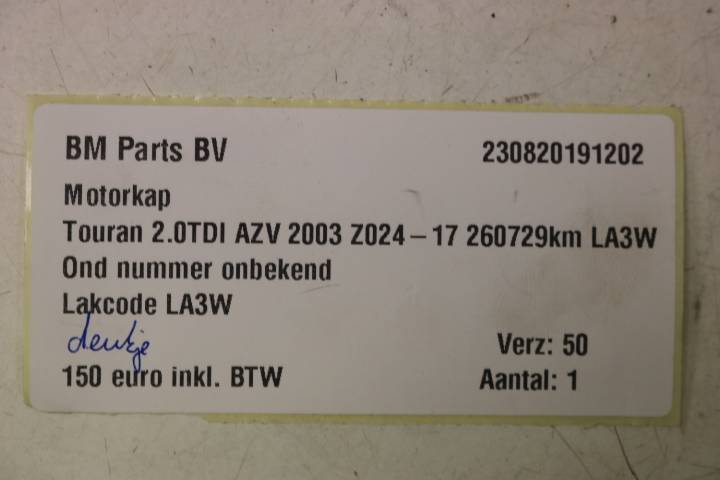 BM Parts BV 230820191202
Motorkap
Touran 2.0TDI AZV 2003 Z024-17 260729km LA3W
Ond nummer onbekend
Lakcode LA3W
deukje Verz: 50
150 euro inkl. BTW Aantal: 1